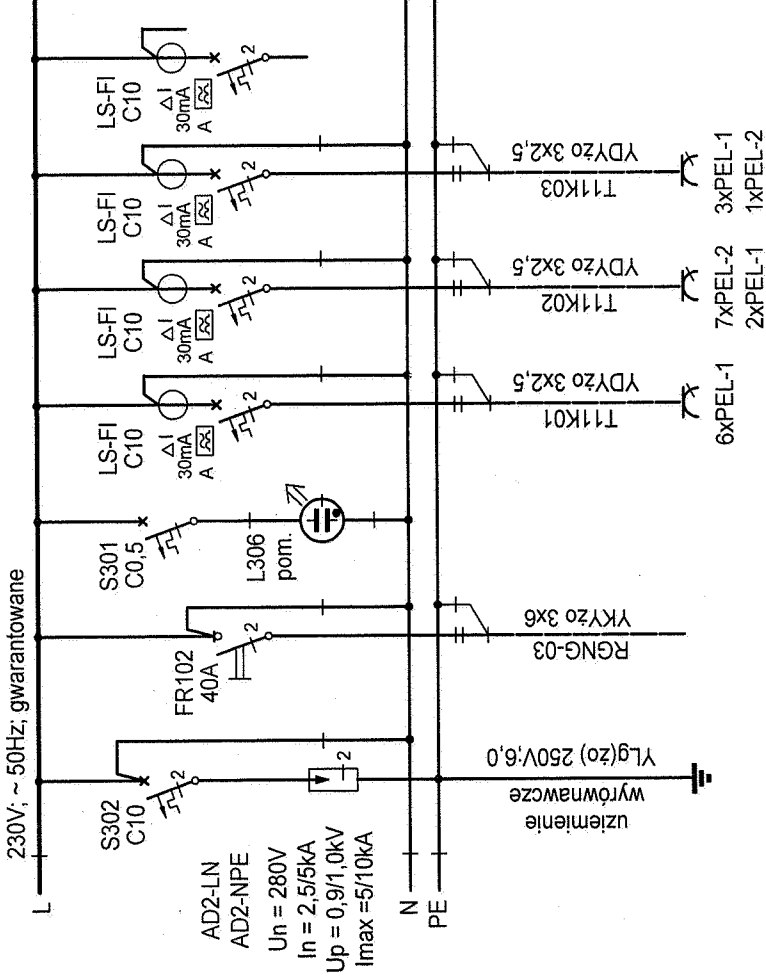 230V; ~ 50Hz; gwarantowane
L
N
PE
S302
C10
2
AD2-LN
AD2-NPE
Un = 280V
In = 2,5/5kA
Up = 0,9/1,0kV
Imax =5/10kA
2
uziemienie
wyrównawcze
YLg(żo) 250V;6,0
FR102
40A
2
RGNG-03
YKYżo 3x6
S301
C0,5
L306
pom.
LS-FI
C10
Δ I
30mA
A
2
T11K01
YDYżo 3x2,5
6xPEL-1
LS-FI
C10
Δ I
30mA
A
2
T11K02
YDYżo 3x2,5
7xPEL-2
2xPEL-1
LS-FI
C10
Δ I
30mA
A
2
T11K03
YDYżo 3x2,5
3xPEL-1
1xPEL-2
LS-FI
C10
Δ I
30mA
A
2